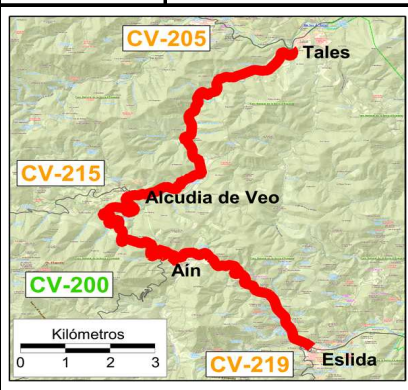 CV-205
Tales
CV-215
Alcudia de Veo
Aín
CV-200
Kilómetros
0 1 2 3
CV-219
Eslida